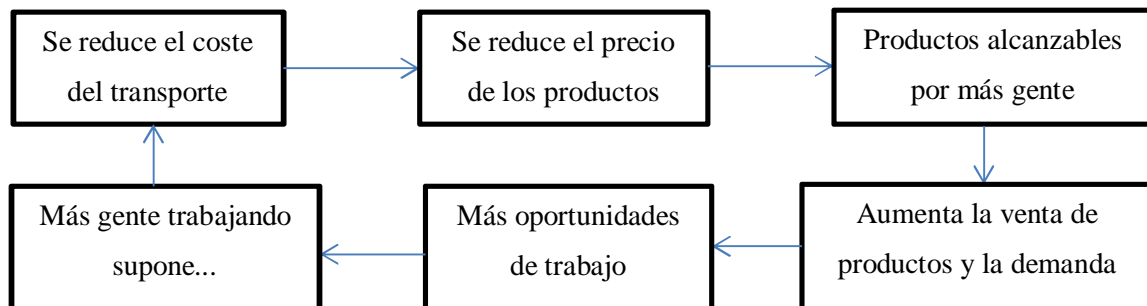 Se reduce el coste
del transporte
Se reduce el precio
de los productos
Productos alcanzables
por más gente
Aumenta la venta de
productos y la demanda
Más oportunidades
de trabajo
Más gente trabajando
supone...